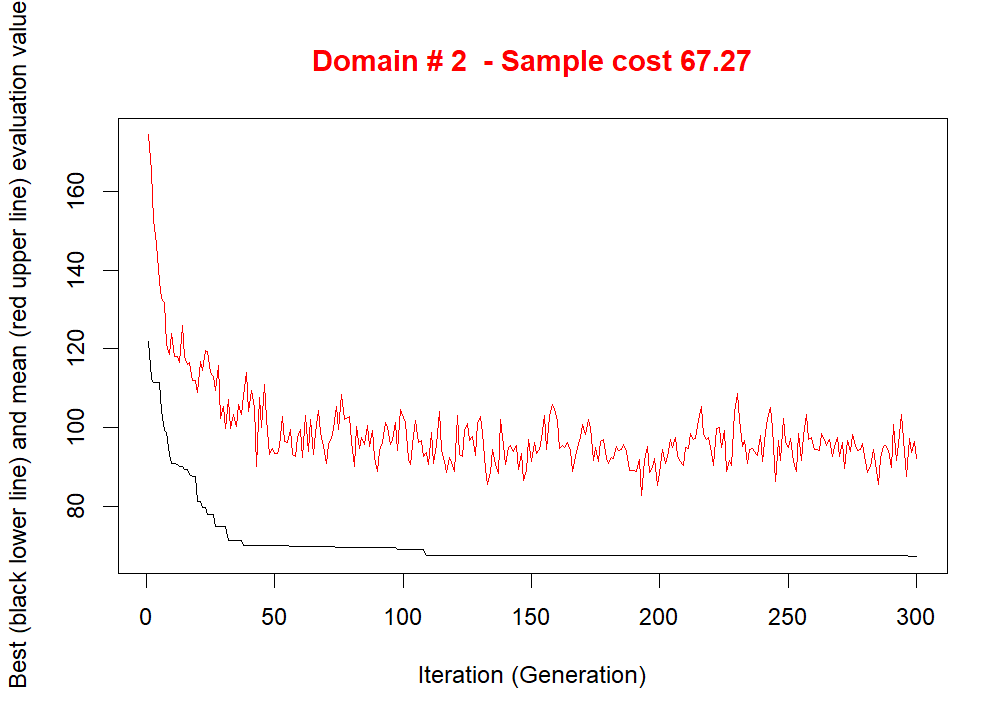 Domain # 2  - Sample cost 67.27
Best (black lower line) and mean (red upper line) evaluation value
160
140
120
100
80
0 50 100 150 200 250 300
Iteration (Generation)